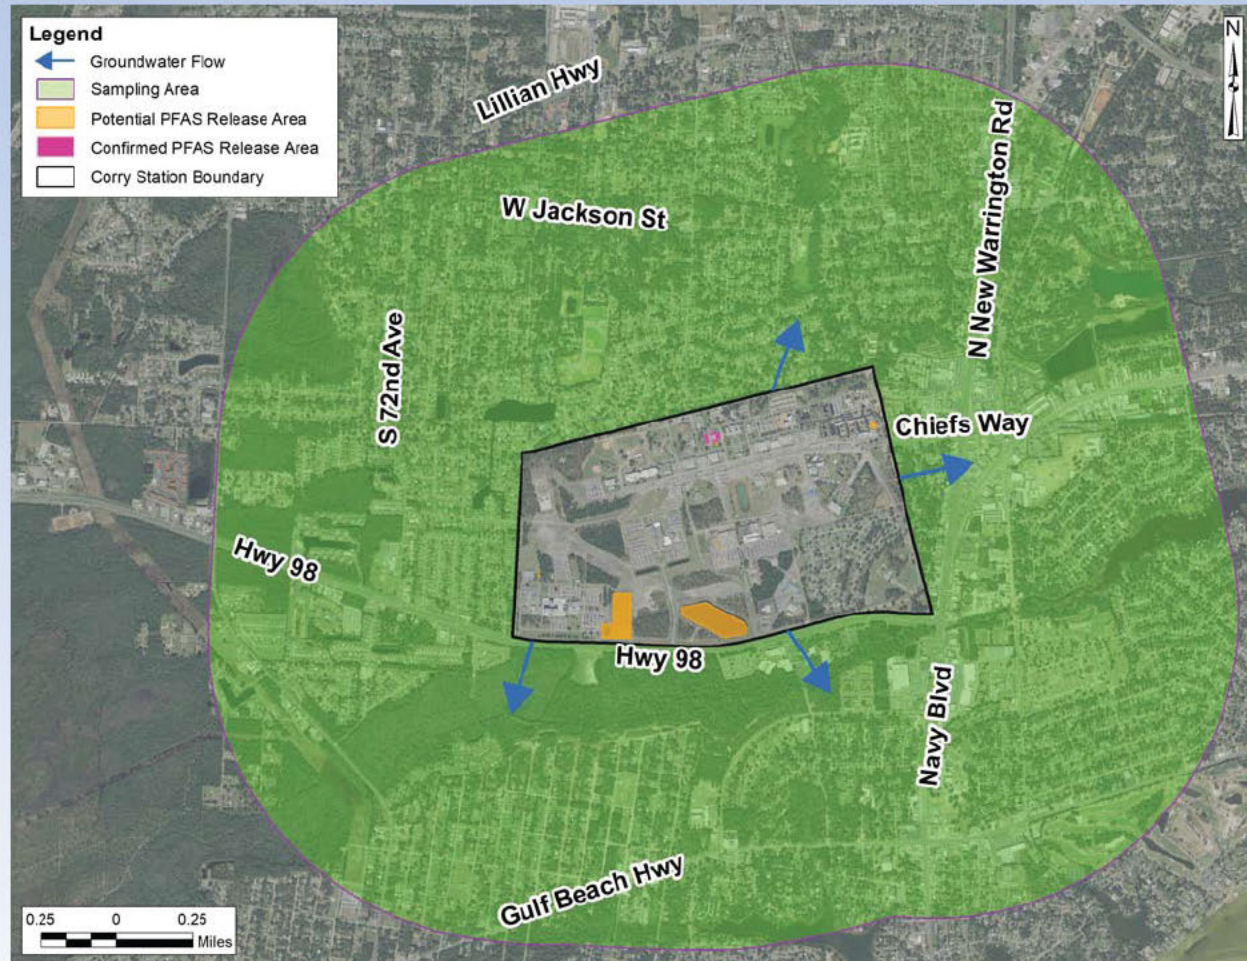 Legend
Groundwater Flow
Sampling Area
Potential PFAS Release Area
Confirmed PFAS Release Area
Corry Station Boundary
N
Lillian Hwy
N New Warrington Rd
W Jackson St
S 72nd Ave
Chiefs Way
Hwy 98
Hwy 98
Navy Blvd
Gulf Beach Hwy
0.25 0 0.25
Miles